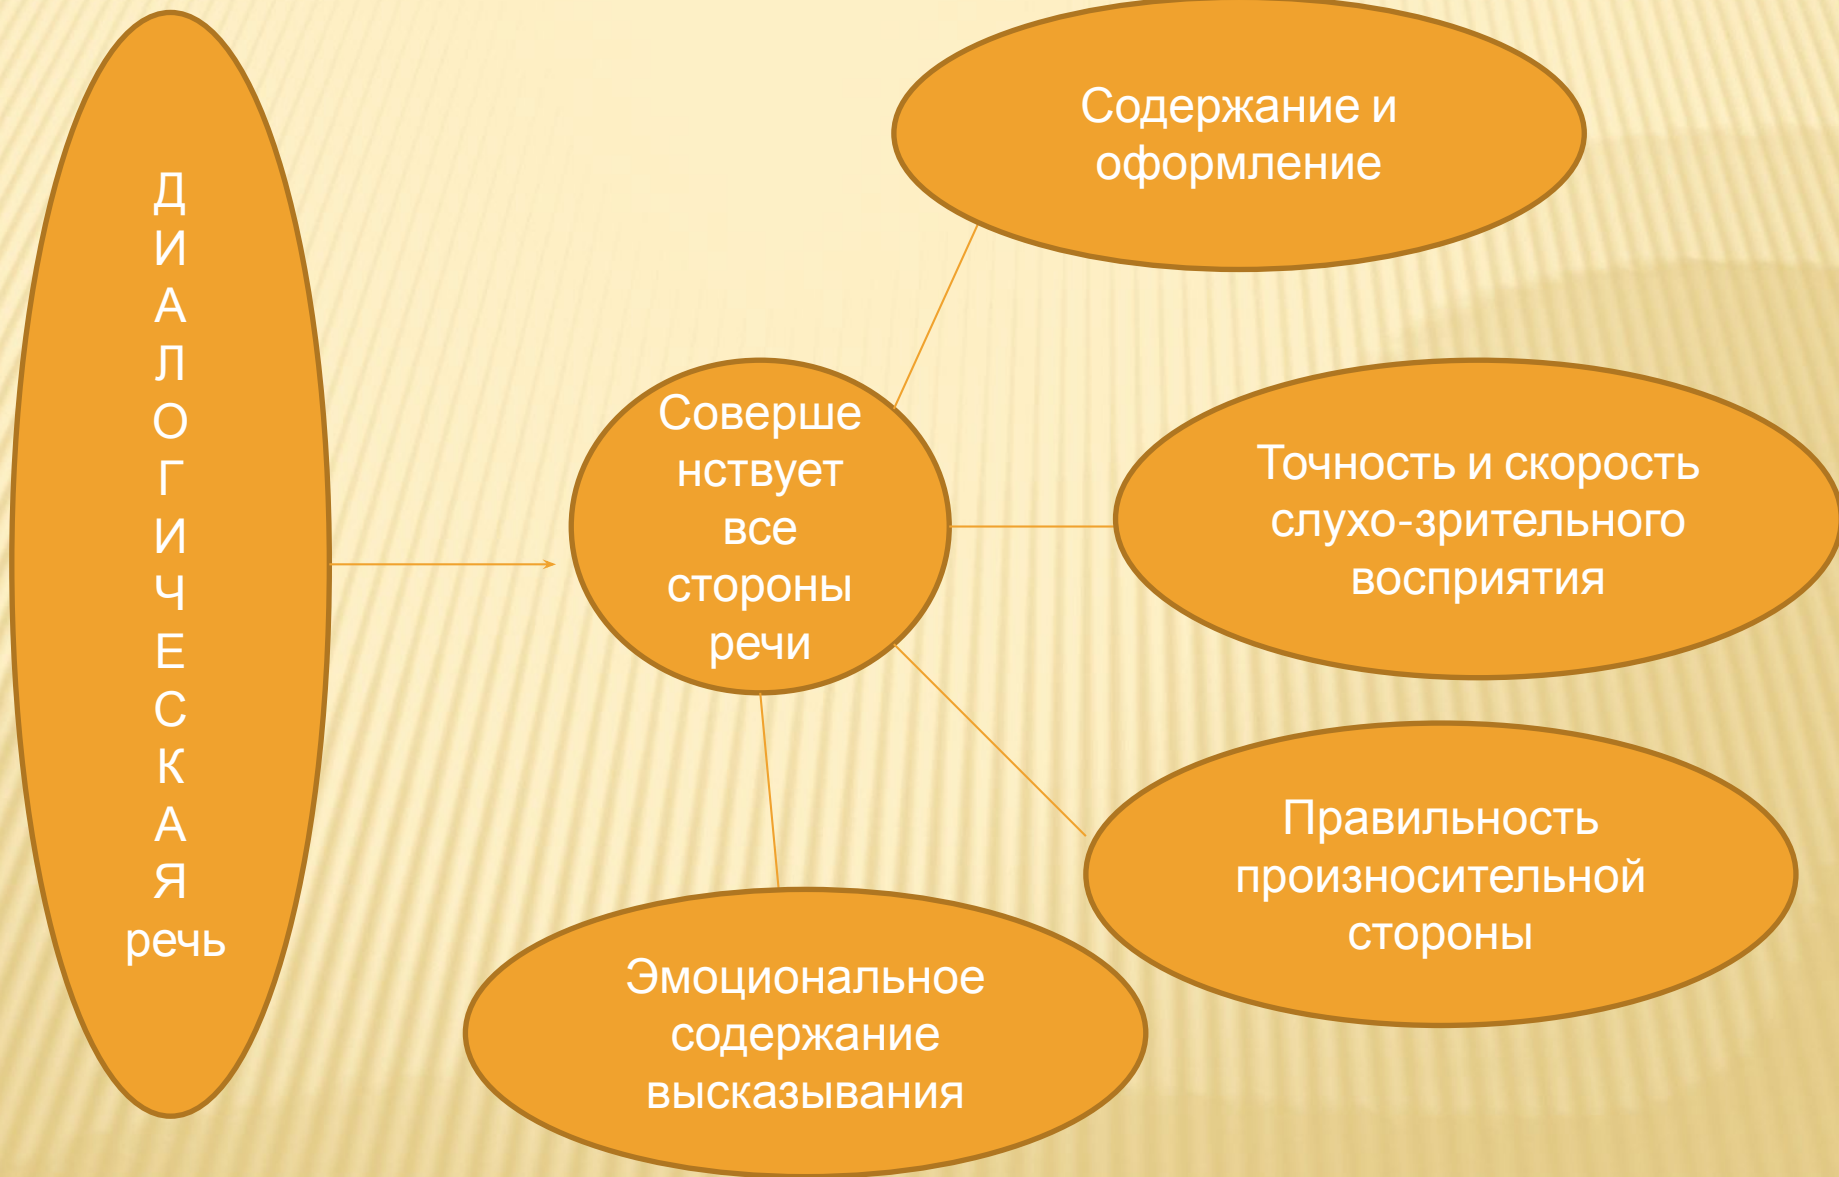 Д
И
А
Л
О
Г
И
Ч
Е
С
К
А
Я
речь
Соверше
нствует
все
стороны
речи
Содержание и
оформление
Точность и скорость
слухо-зрительного
восприятия
Правильность
произносительной
стороны
Эмоциональное
содержание
высказывания